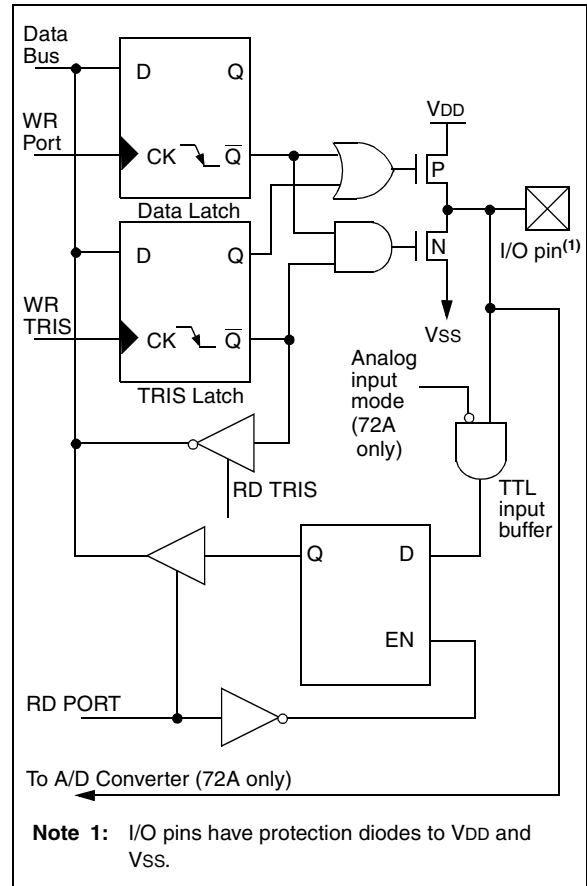 Data
Bus
D
Q
WR
Port
CK
Q
Data Latch
VDD
P
N
I/O pin(1)
VSS
D
Q
WR
TRIS
CK
Q
TRIS Latch
Analog
input
mode
(72A
only)
TTL
input
buffer
RD TRIS
Q
D
EN
RD PORT
To A/D Converter (72A only)
Note 1: I/O pins have protection diodes to VDD and
VSS.